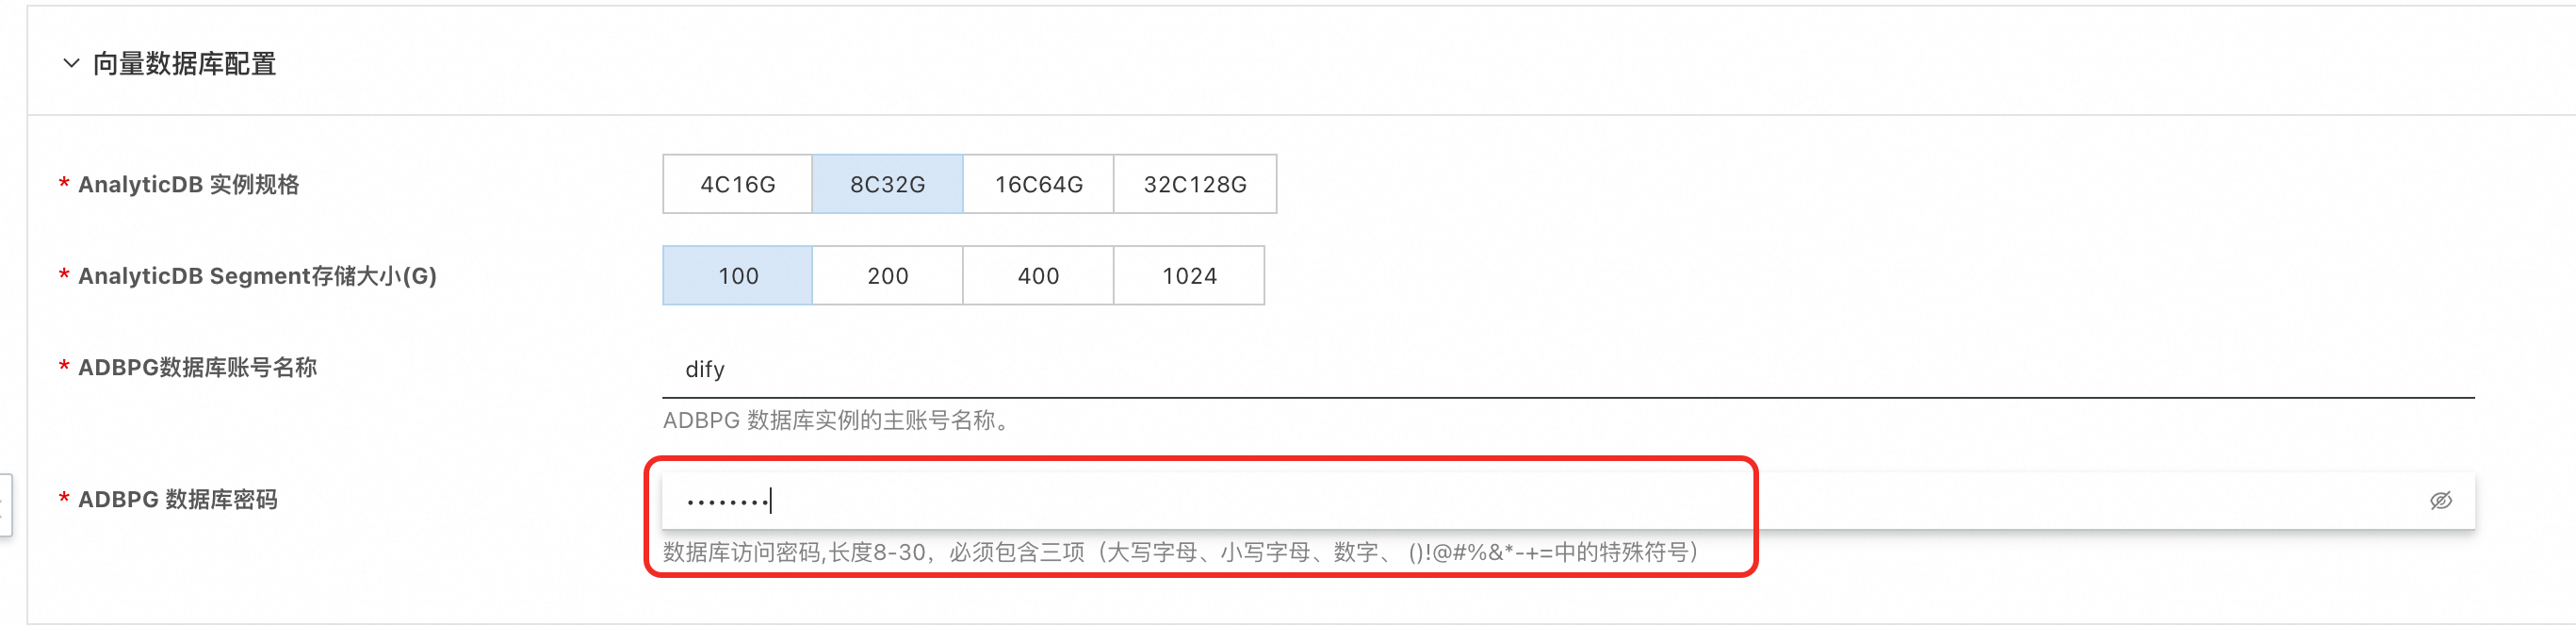 向量数据库配置
* AnalyticDB 实例规格
4C16G 8C32G 16C64G 32C128G
* AnalyticDB Segment存储大小(G)
100 200 400 1024
* ADBPG数据库账号名称
dify
ADBPG 数据库实例的主账号名称。
* ADBPG 数据库密码
••••••••
数据库访问密码,长度8-30，必须包含三项（大写字母、小写字母、数字、 ()!@#%&*-+=中的特殊符号）